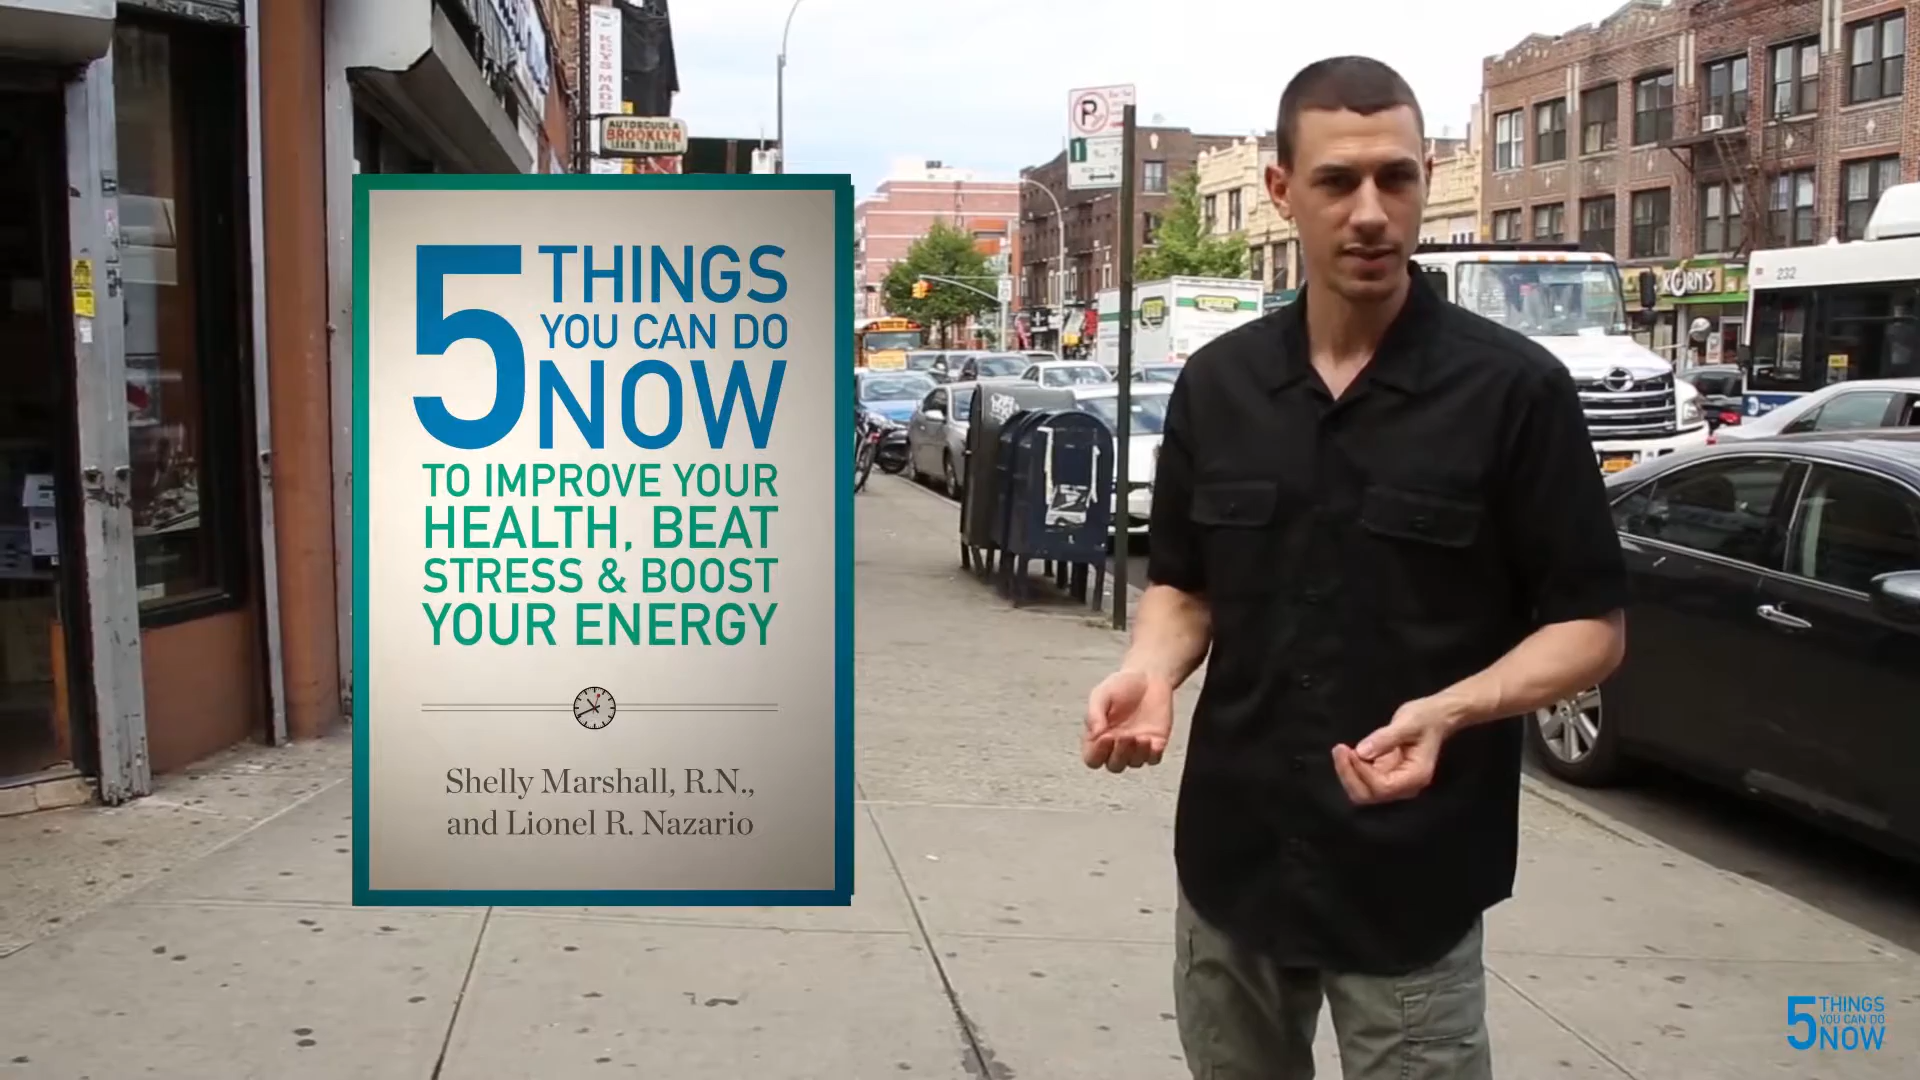 KEYS MADE
AUTOSCUOLA
BROOKLYN
LEARN TO DRIVE
5 THINGS
YOU CAN DO
NOW
TO IMPROVE YOUR
HEALTH, BEAT
STRESS & BOOST
YOUR ENERGY
Shelly Marshall, R.N.,
and Lionel R. Nazario
P
232
5 THINGS
YOU CAN DO
NOW